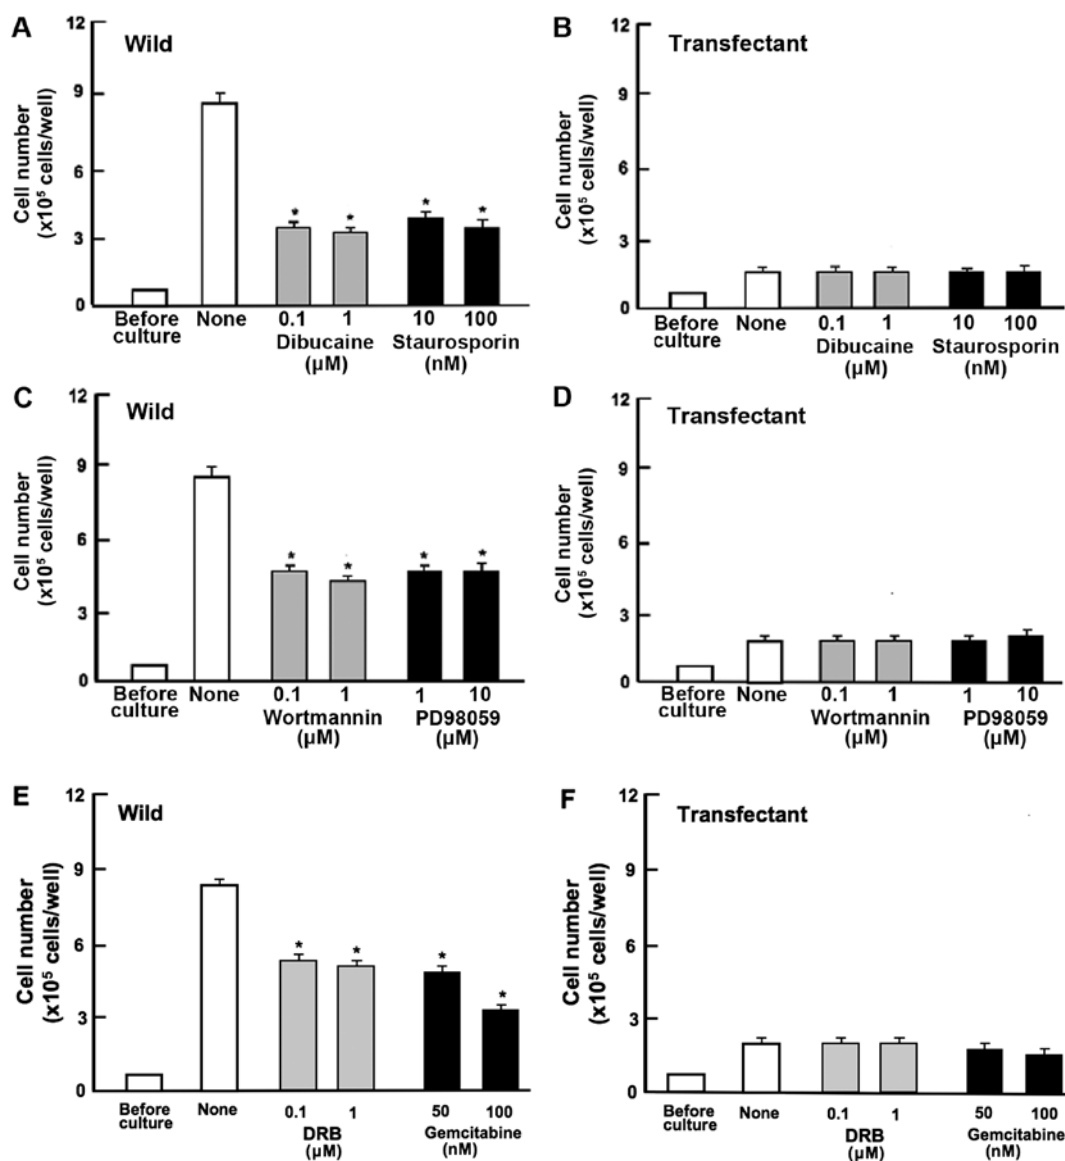 A
Wild
Cell number
(x10⁵ cells/well)
12
9
6
3
0
Before
culture
None
0.1
1
10
100
Dibucaine
(µM)
Staurosporin
(nM)
*
*
*
*
B
Transfectant
Cell number
(x10⁵ cells/well)
12
9
6
3
0
Before
culture
None
0.1
1
10
100
Dibucaine
(µM)
Staurosporin
(nM)
C
Wild
Cell number
(x10⁵ cells/well)
12
9
6
3
0
Before
culture
None
0.1
1
1
10
Wortmannin
(µM)
PD98059
(µM)
*
*
*
*
D
Transfectant
Cell number
(x10⁵ cells/well)
12
9
6
3
0
Before
culture
None
0.1
1
1
10
Wortmannin
(µM)
PD98059
(µM)
E
Wild
Cell number
(x10⁵ cells/well)
12
9
6
3
0
Before
culture
None
0.1
1
50
100
DRB
(µM)
Gemcitabine
(nM)
*
*
*
*
F
Transfectant
Cell number
(x10⁵ cells/well)
12
9
6
3
0
Before
culture
None
0.1
1
50
100
DRB
(µM)
Gemcitabine
(nM)